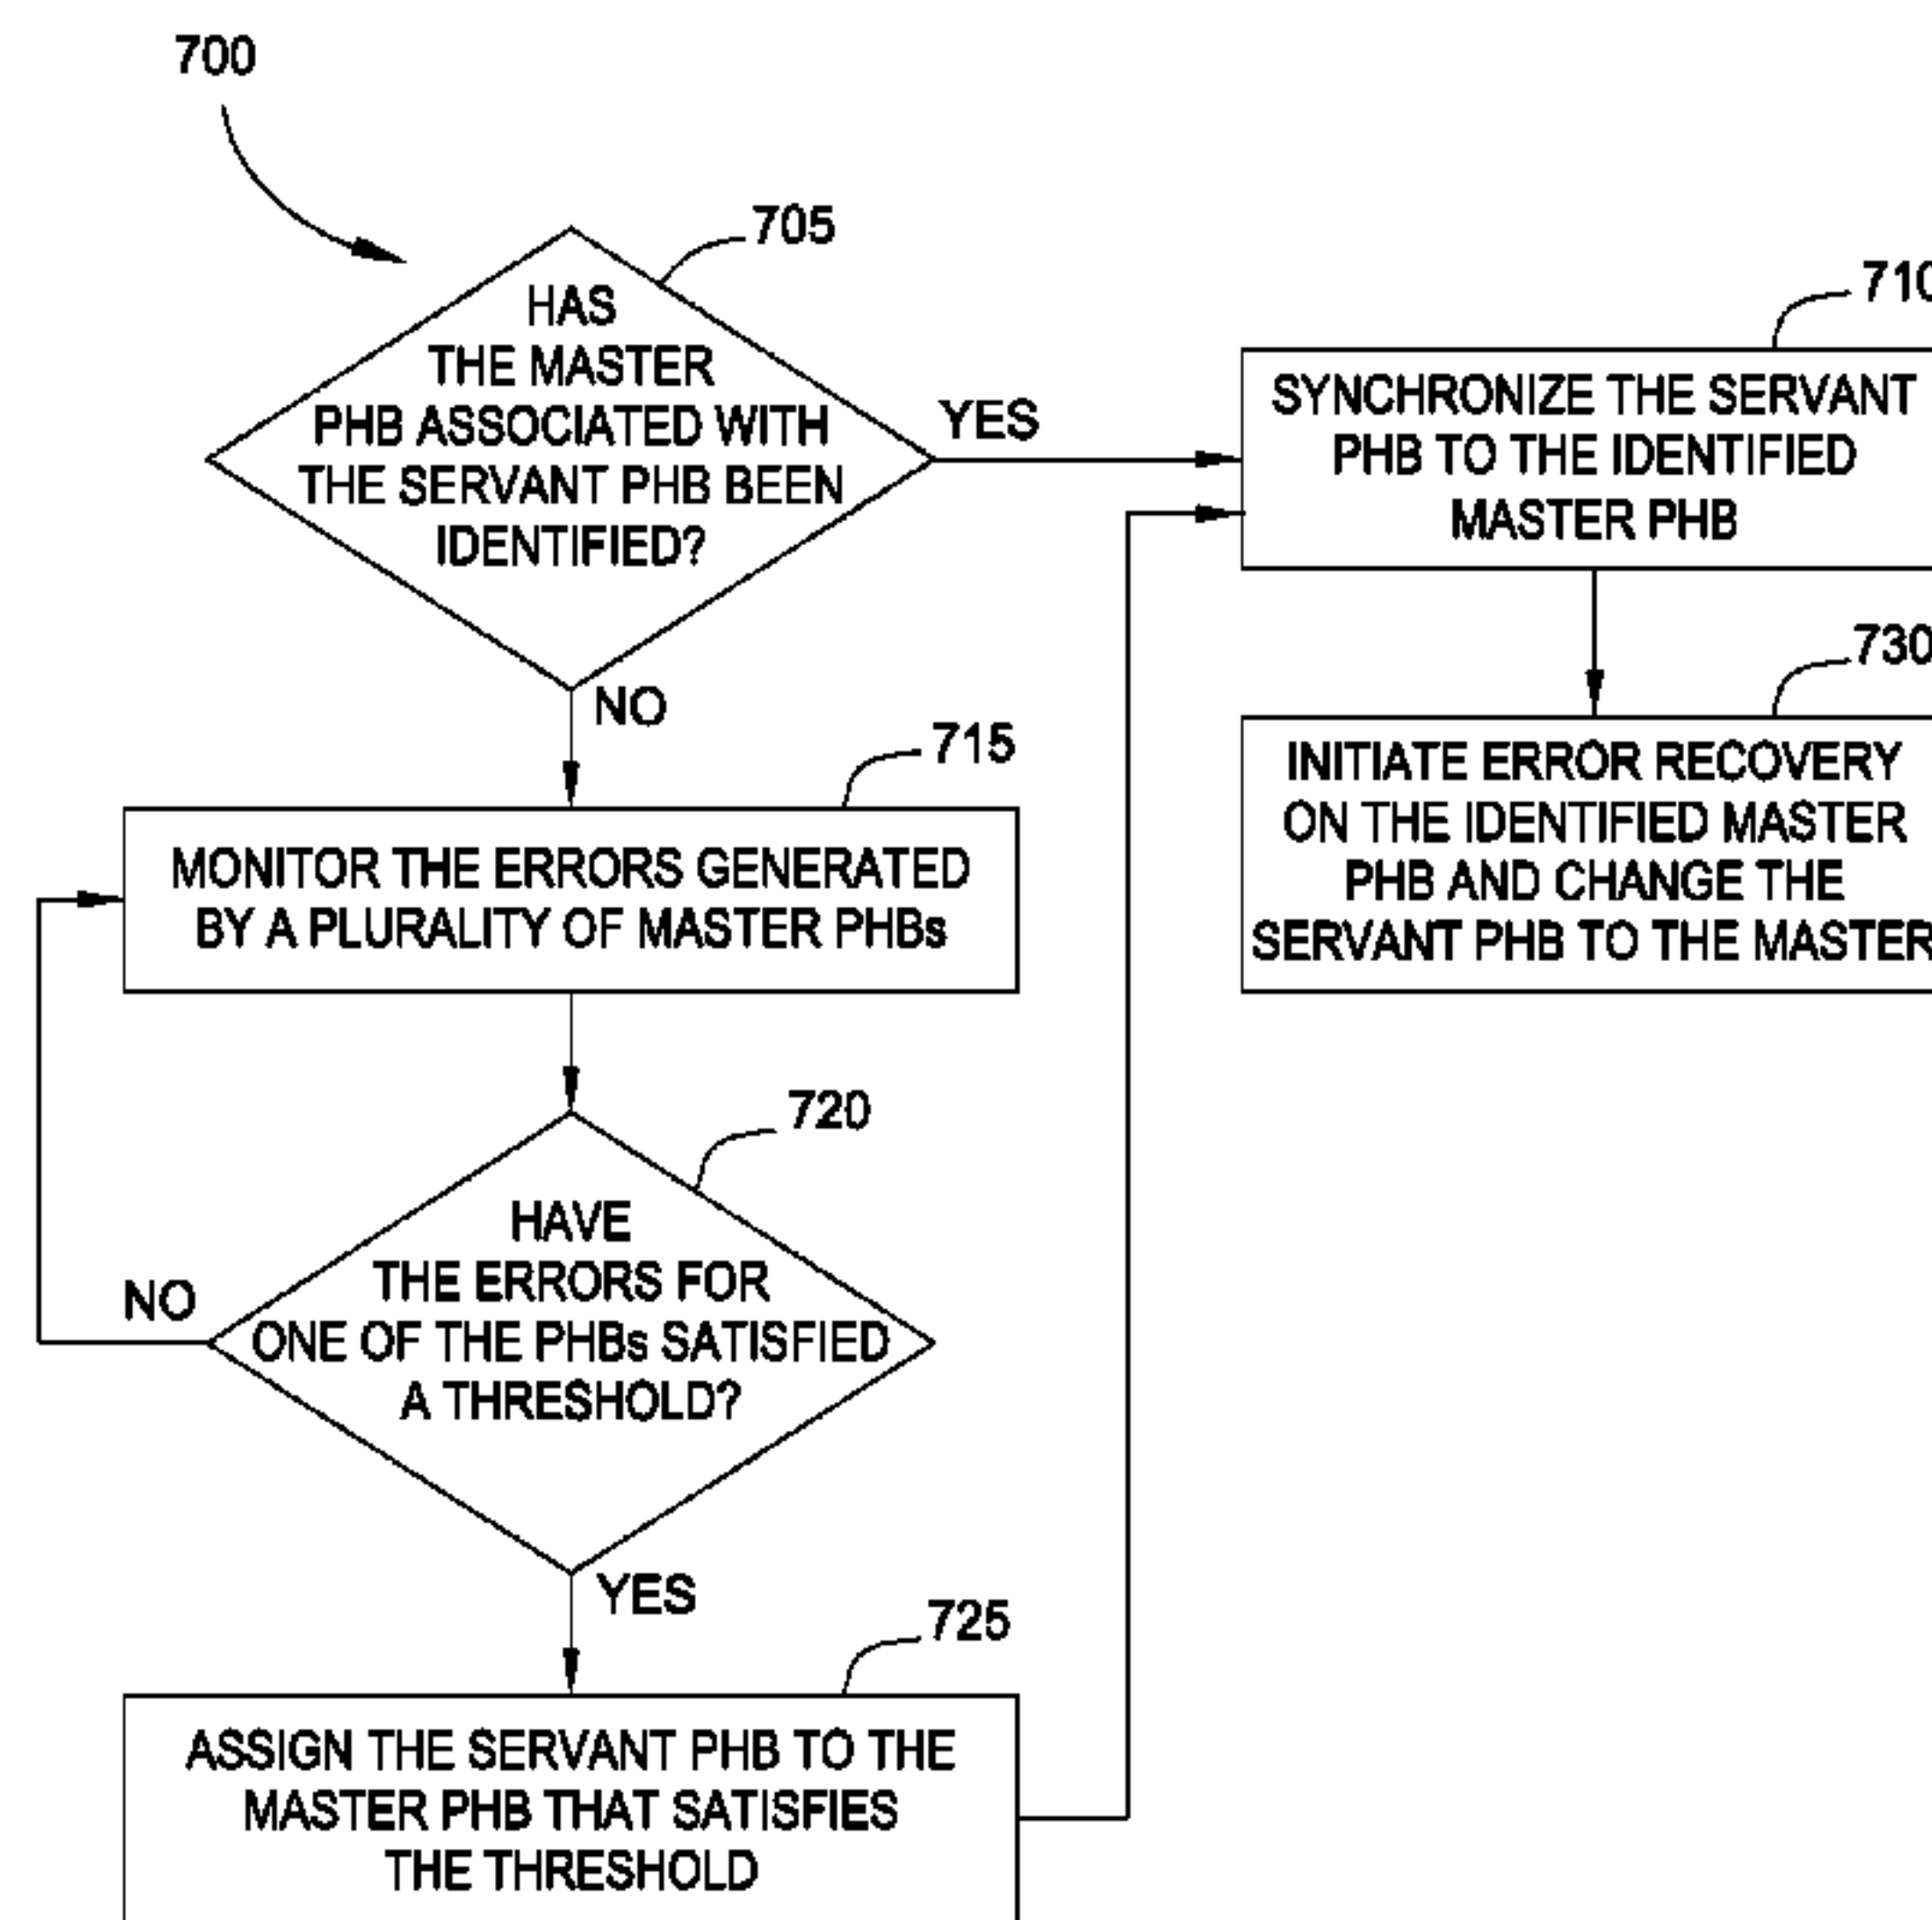 700
705
HAS
THE MASTER
PHB ASSOCIATED WITH
THE SERVANT PHB BEEN
IDENTIFIED?
YES
NO
710
SYNCHRONIZE THE SERVANT
PHB TO THE IDENTIFIED
MASTER PHB
730
INITIATE ERROR RECOVERY
ON THE IDENTIFIED MASTER
PHB AND CHANGE THE
SERVANT PHB TO THE MASTER
715
MONITOR THE ERRORS GENERATED
BY A PLURALITY OF MASTER PHBs
720
HAVE
THE ERRORS FOR
ONE OF THE PHBs SATISFIED
A THRESHOLD?
NO
YES
725
ASSIGN THE SERVANT PHB TO THE
MASTER PHB THAT SATISFIES
THE THRESHOLD